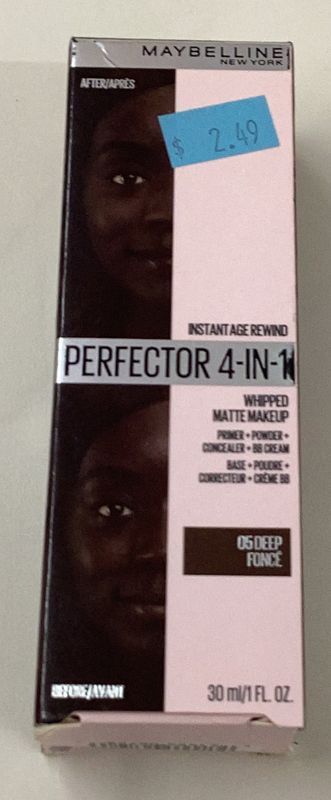 MAYBELLINE
NEW YORK
AFTER/APRÈS
$ 2.49
INSTANT AGE REWIND
PERFECTOR 4-IN-1
WHIPPED
MATTE MAKEUP
PRIMER + POWDER +
CONCEALER + BB CREAM
BASE + POUDRE +
CORRECTEUR + CRÈME BB
05 DEEP
FONCÉ
BEFORE/AVANT
30 ml/1 FL. OZ.